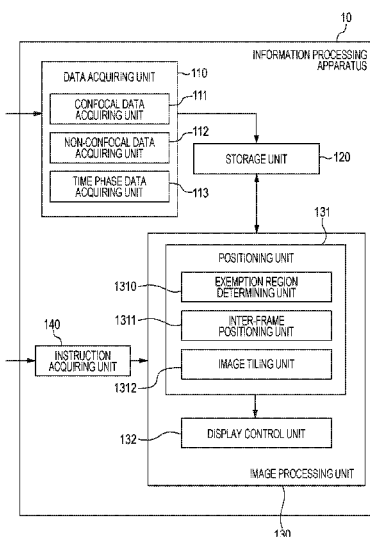 10
INFORMATION PROCESSING
APPARATUS
DATA ACQUIRING UNIT
110
CONFOCAL DATA
ACQUIRING UNIT
111
NON-CONFOCAL DATA
ACQUIRING UNIT
112
TIME PHASE DATA
ACQUIRING UNIT
113
STORAGE UNIT
120
131
POSITIONING UNIT
1310
EXEMPTION REGION
DETERMINING UNIT
1311
INTER-FRAME
POSITIONING UNIT
140
INSTRUCTION
ACQUIRING UNIT
1312
IMAGE TILING UNIT
132
DISPLAY CONTROL UNIT
IMAGE PROCESSING UNIT
130